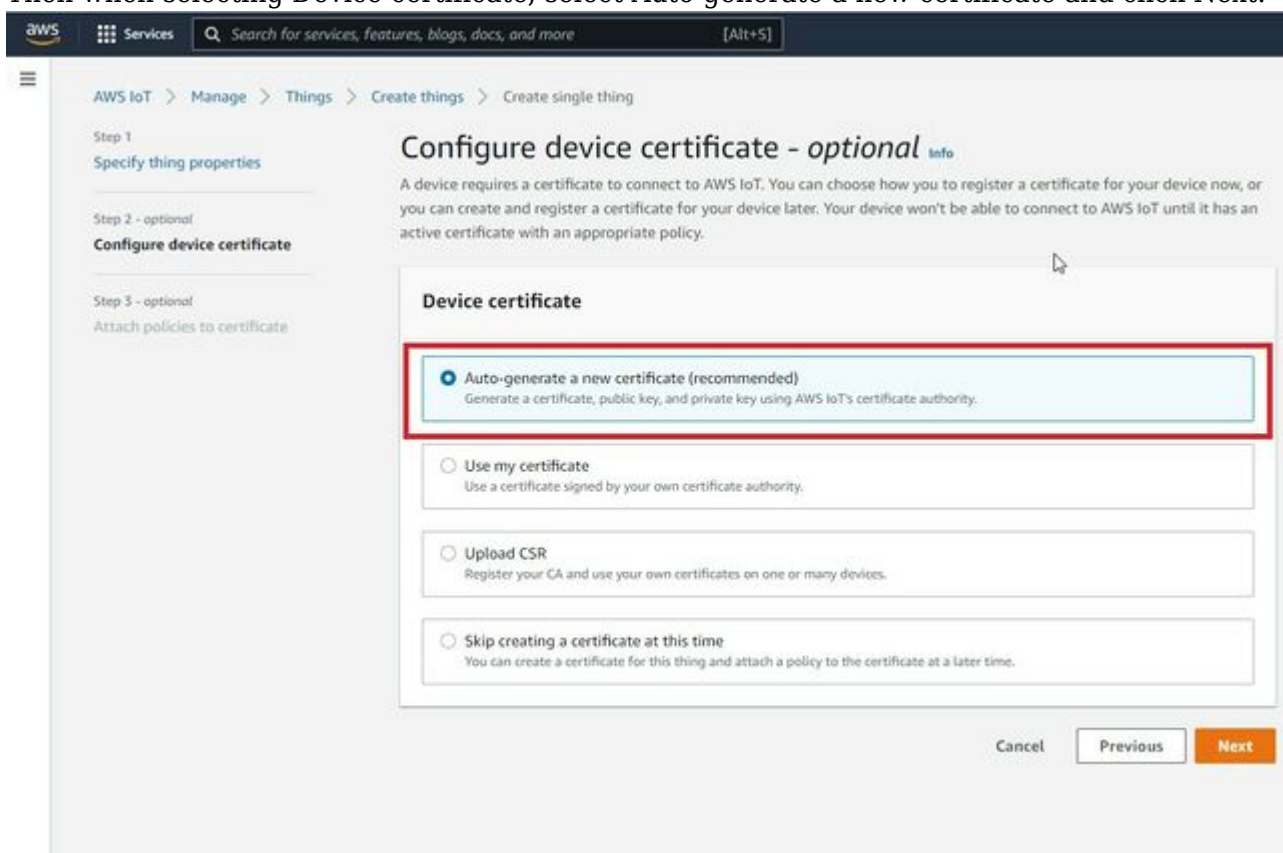 Then when selecting Device certificate, select Auto-generate a new certificate and click Next.
aws
Services
Search for services, features, blogs, docs, and more
[Alt+S]
AWS IoT > Manage > Things > Create things > Create single thing
Step 1
Specify thing properties
Step 2 - optional
Configure device certificate
Step 3 - optional
Attach policies to certificate
Configure device certificate - optional Info
A device requires a certificate to connect to AWS IoT. You can choose how you to register a certificate for your device now, or
you can create and register a certificate for your device later. Your device won't be able to connect to AWS IoT until it has an
active certificate with an appropriate policy.
Device certificate
Auto-generate a new certificate (recommended)
Generate a certificate, public key, and private key using AWS IoT's certificate authority.
Use my certificate
Use a certificate signed by your own certificate authority.
Upload CSR
Register your CA and use your own certificates on one or many devices.
Skip creating a certificate at this time
You can create a certificate for this thing and attach a policy to the certificate at a later time.
Cancel
Previous
Next